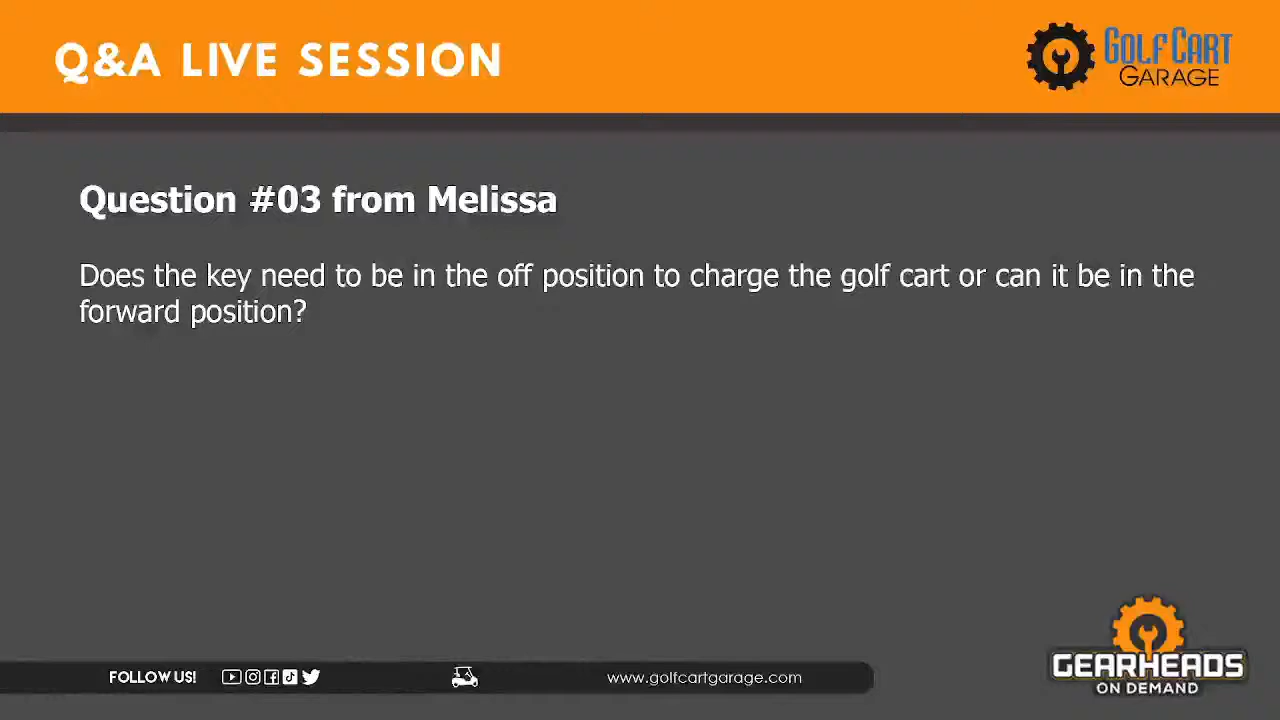 Q&A LIVE SESSION
GOLF CART
GARAGE
Question #03 from Melissa
Does the key need to be in the off position to charge the golf cart or can it be in the
forward position?
FOLLOW US!
www.golfcartgarage.com
GEARHEADS
ON DEMAND